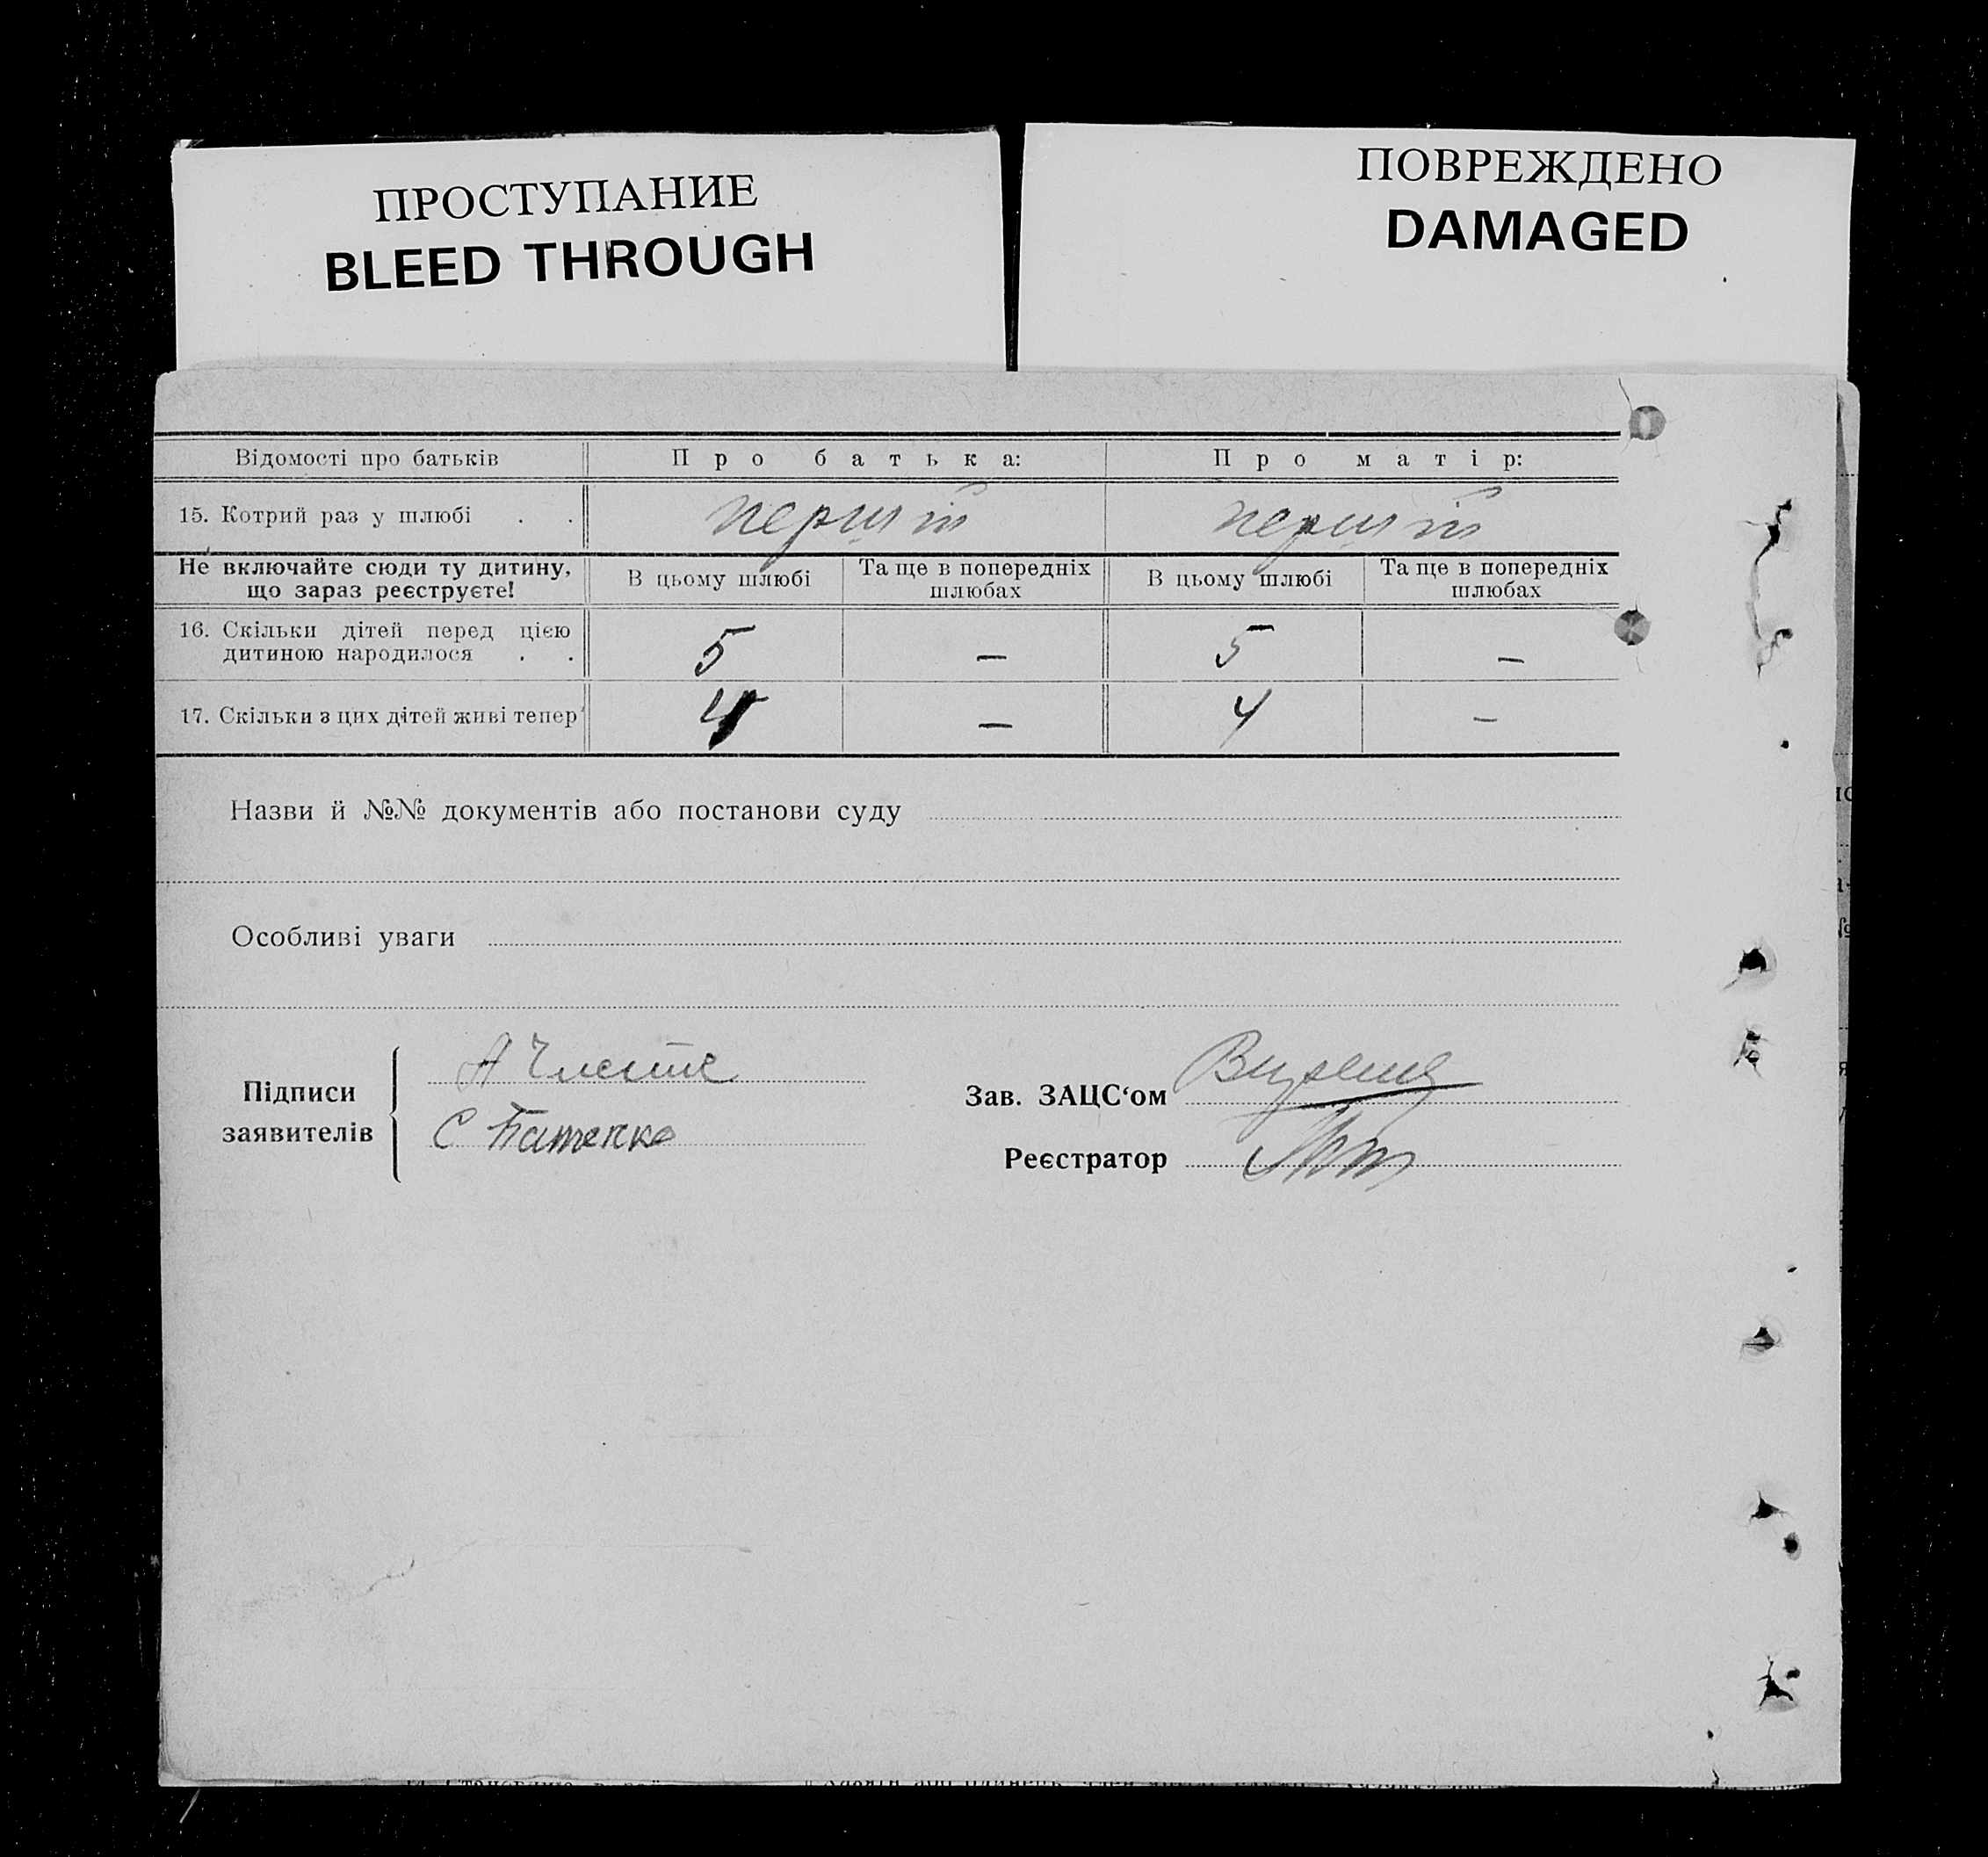 ПРОСТУПАНИЕ
BLEED THROUGH
ПОВРЕЖДЕНО
DAMAGED
Відомості про батьків Про батька: Про матір:
15. Котрий раз у шлюбі . . перший перший
Не включайте сюди ту дитину, що зараз реєструєте! В цьому шлюбі Та ще в попередніх шлюбах В цьому шлюбі Та ще в попередніх шлюбах
16. Скільки дітей перед цією
дитиною народилося . . 5 — 5 —
17. Скільки з цих дітей живі тепер 4 — 4 —
Назви й №№ документів або постанови суду
Особливі уваги
Підписи
заявителів
А
С Батенко
Зав. ЗАЦС‘ом
Реєстратор